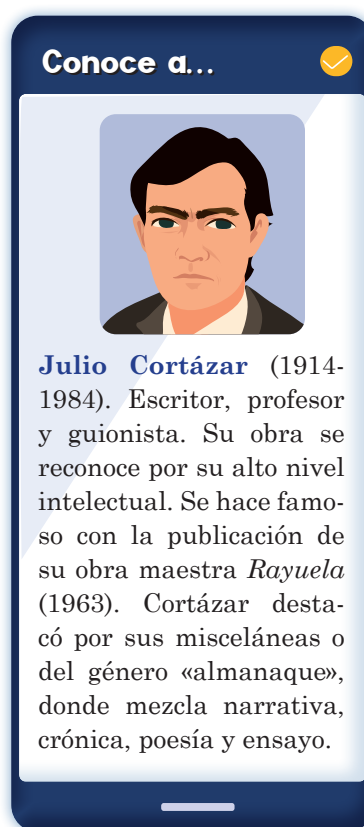 Conoce a...
Julio Cortázar (1914-
1984). Escritor, profesor
y guionista. Su obra se
reconoce por su alto nivel
intelectual. Se hace famo-
so con la publicación de
su obra maestra Rayuela
(1963). Cortázar desta-
có por sus misceláneas o
del género «almanaque»,
donde mezcla narrativa,
crónica, poesía y ensayo.